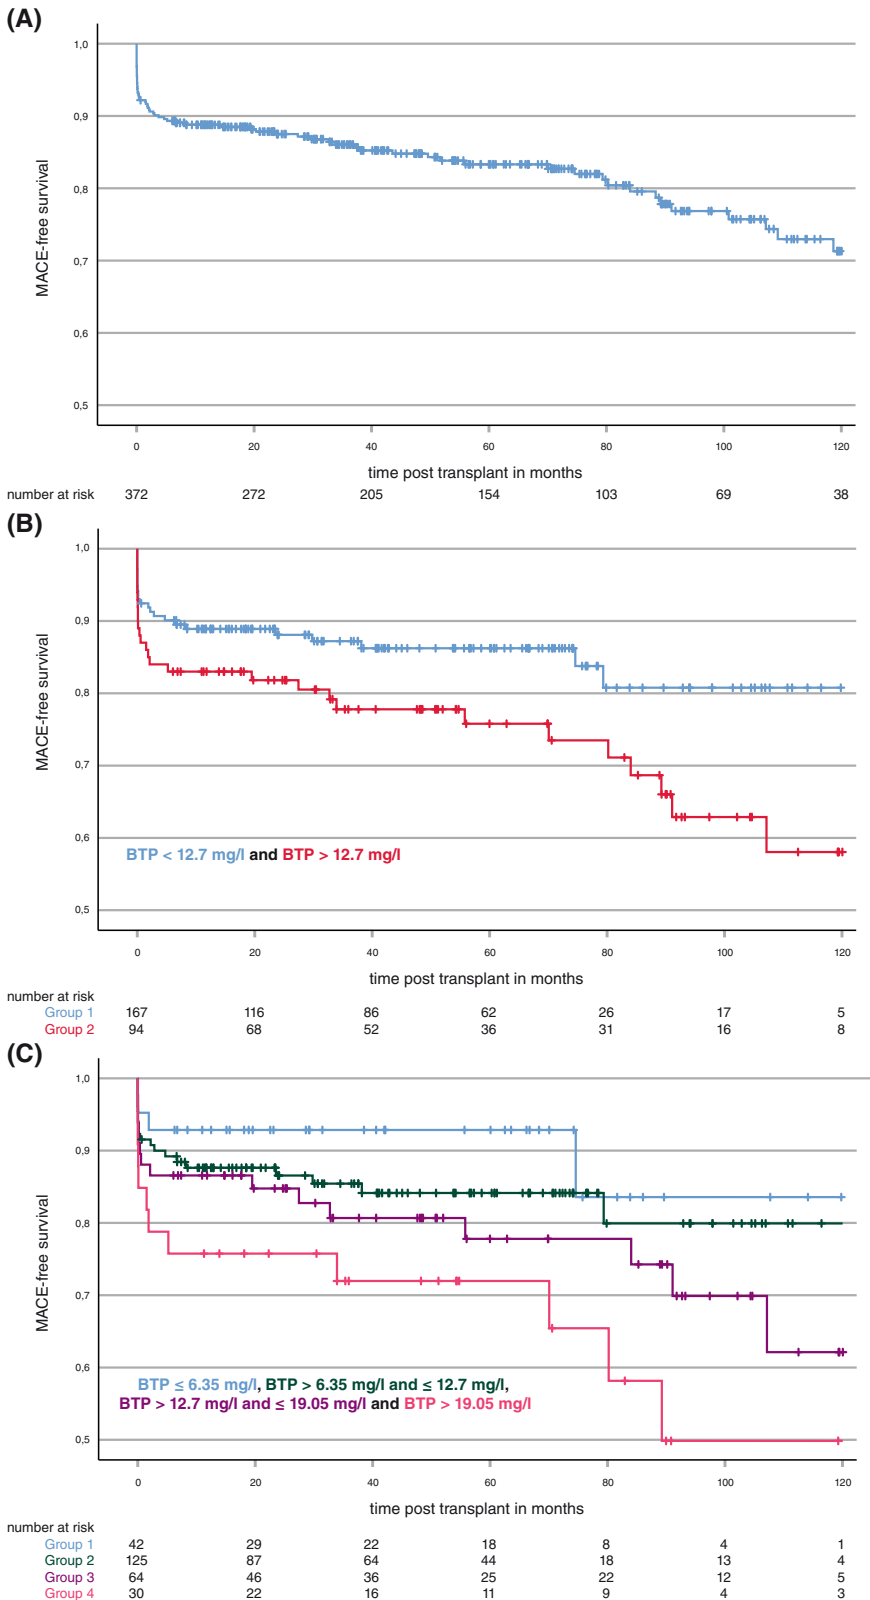 (A)
1,0
0,9
0,8
0,7
0,6
0,5
MACE-free survival
0 20 40 60 80 100 120
time post transplant in months
number at risk 372 272 205 154 103 69 38
(B)
1,0
0,9
0,8
0,7
0,6
0,5
MACE-free survival
BTP < 12.7 mg/l and BTP > 12.7 mg/l
0 20 40 60 80 100 120
time post transplant in months
number at risk
Group 1 167 116 86 62 26 17 5
Group 2 94 68 52 36 31 16 8
(C)
1,0
0,9
0,8
0,7
0,6
0,5
MACE-free survival
BTP ≤ 6.35 mg/l, BTP > 6.35 mg/l and ≤ 12.7 mg/l,
BTP > 12.7 mg/l and ≤ 19.05 mg/l and BTP > 19.05 mg/l
0 20 40 60 80 100 120
time post transplant in months
number at risk
Group 1 42 29 22 18 8 4 1
Group 2 125 87 64 44 18 13 4
Group 3 64 46 36 25 22 12 5
Group 4 30 22 16 11 9 4 3